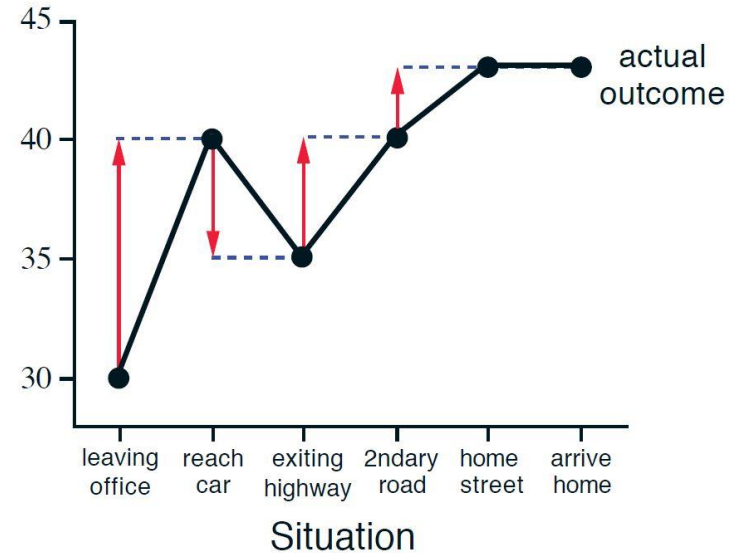 45
40
35
30
actual
outcome
leaving reach exiting 2ndary home arrive
office car highway road street home
Situation